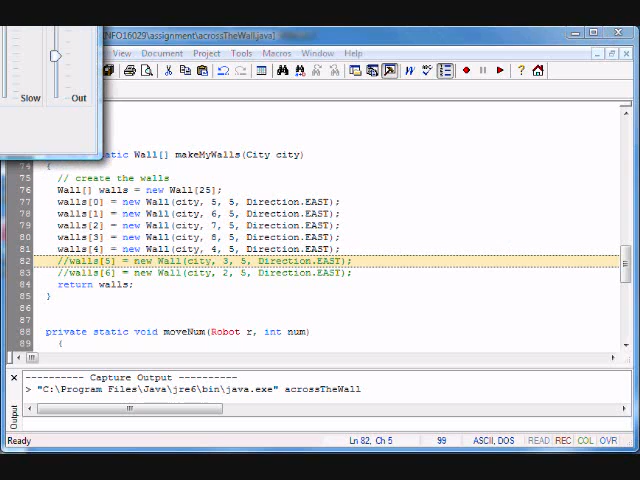 INFO16029\assignment\acrossTheWall.java]
View Document Project Tools Macros Window Help
Slow Out
static Wall[] makeMyWalls(City city)
74 {
75 // create the walls
76 Wall[] walls = new Wall[25];
77 walls[0] = new Wall(city, 5, 5, Direction.EAST);
78 walls[1] = new Wall(city, 6, 5, Direction.EAST);
79 walls[2] = new Wall(city, 7, 5, Direction.EAST);
80 walls[3] = new Wall(city, 8, 5, Direction.EAST);
81 walls[4] = new Wall(city, 4, 5, Direction.EAST);
82 //walls[5] = new Wall(city, 3, 5, Direction.EAST);
83 //walls[6] = new Wall(city, 2, 5, Direction.EAST);
84 return walls;
85 }
86
87
88 private static void moveNum(Robot r, int num)
89 {
---------- Capture Output ----------
> "C:\Program Files\Java\jre6\bin\java.exe" acrossTheWall
Output
Ready Ln 82, Ch 5 99 ASCII, DOS READ REC COL OVR